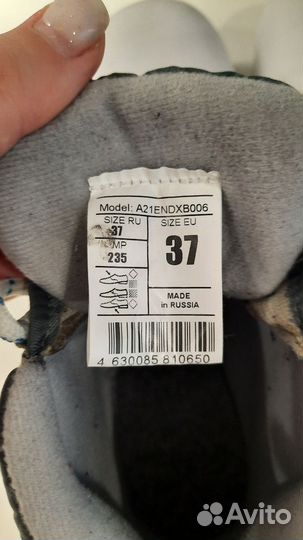 Model: A21ENDXB006
SIZE RU
37
MP
235
SIZE EU
37
MADE
in RUSSIA
4 630085 810650
Avito